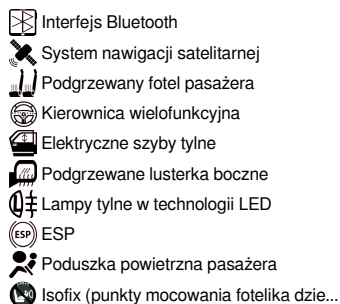 Interfejs Bluetooth
System nawigacji satelitarnej
Podgrzewany fotel pasażera
Kierownica wielofunkcyjna
Elektryczne szyby tylne
Podgrzewane lusterka boczne
Lampy tylne w technologii LED
ESP ESP
Poduszka powietrzna pasażera
Isofix (punkty mocowania fotelika dzie...